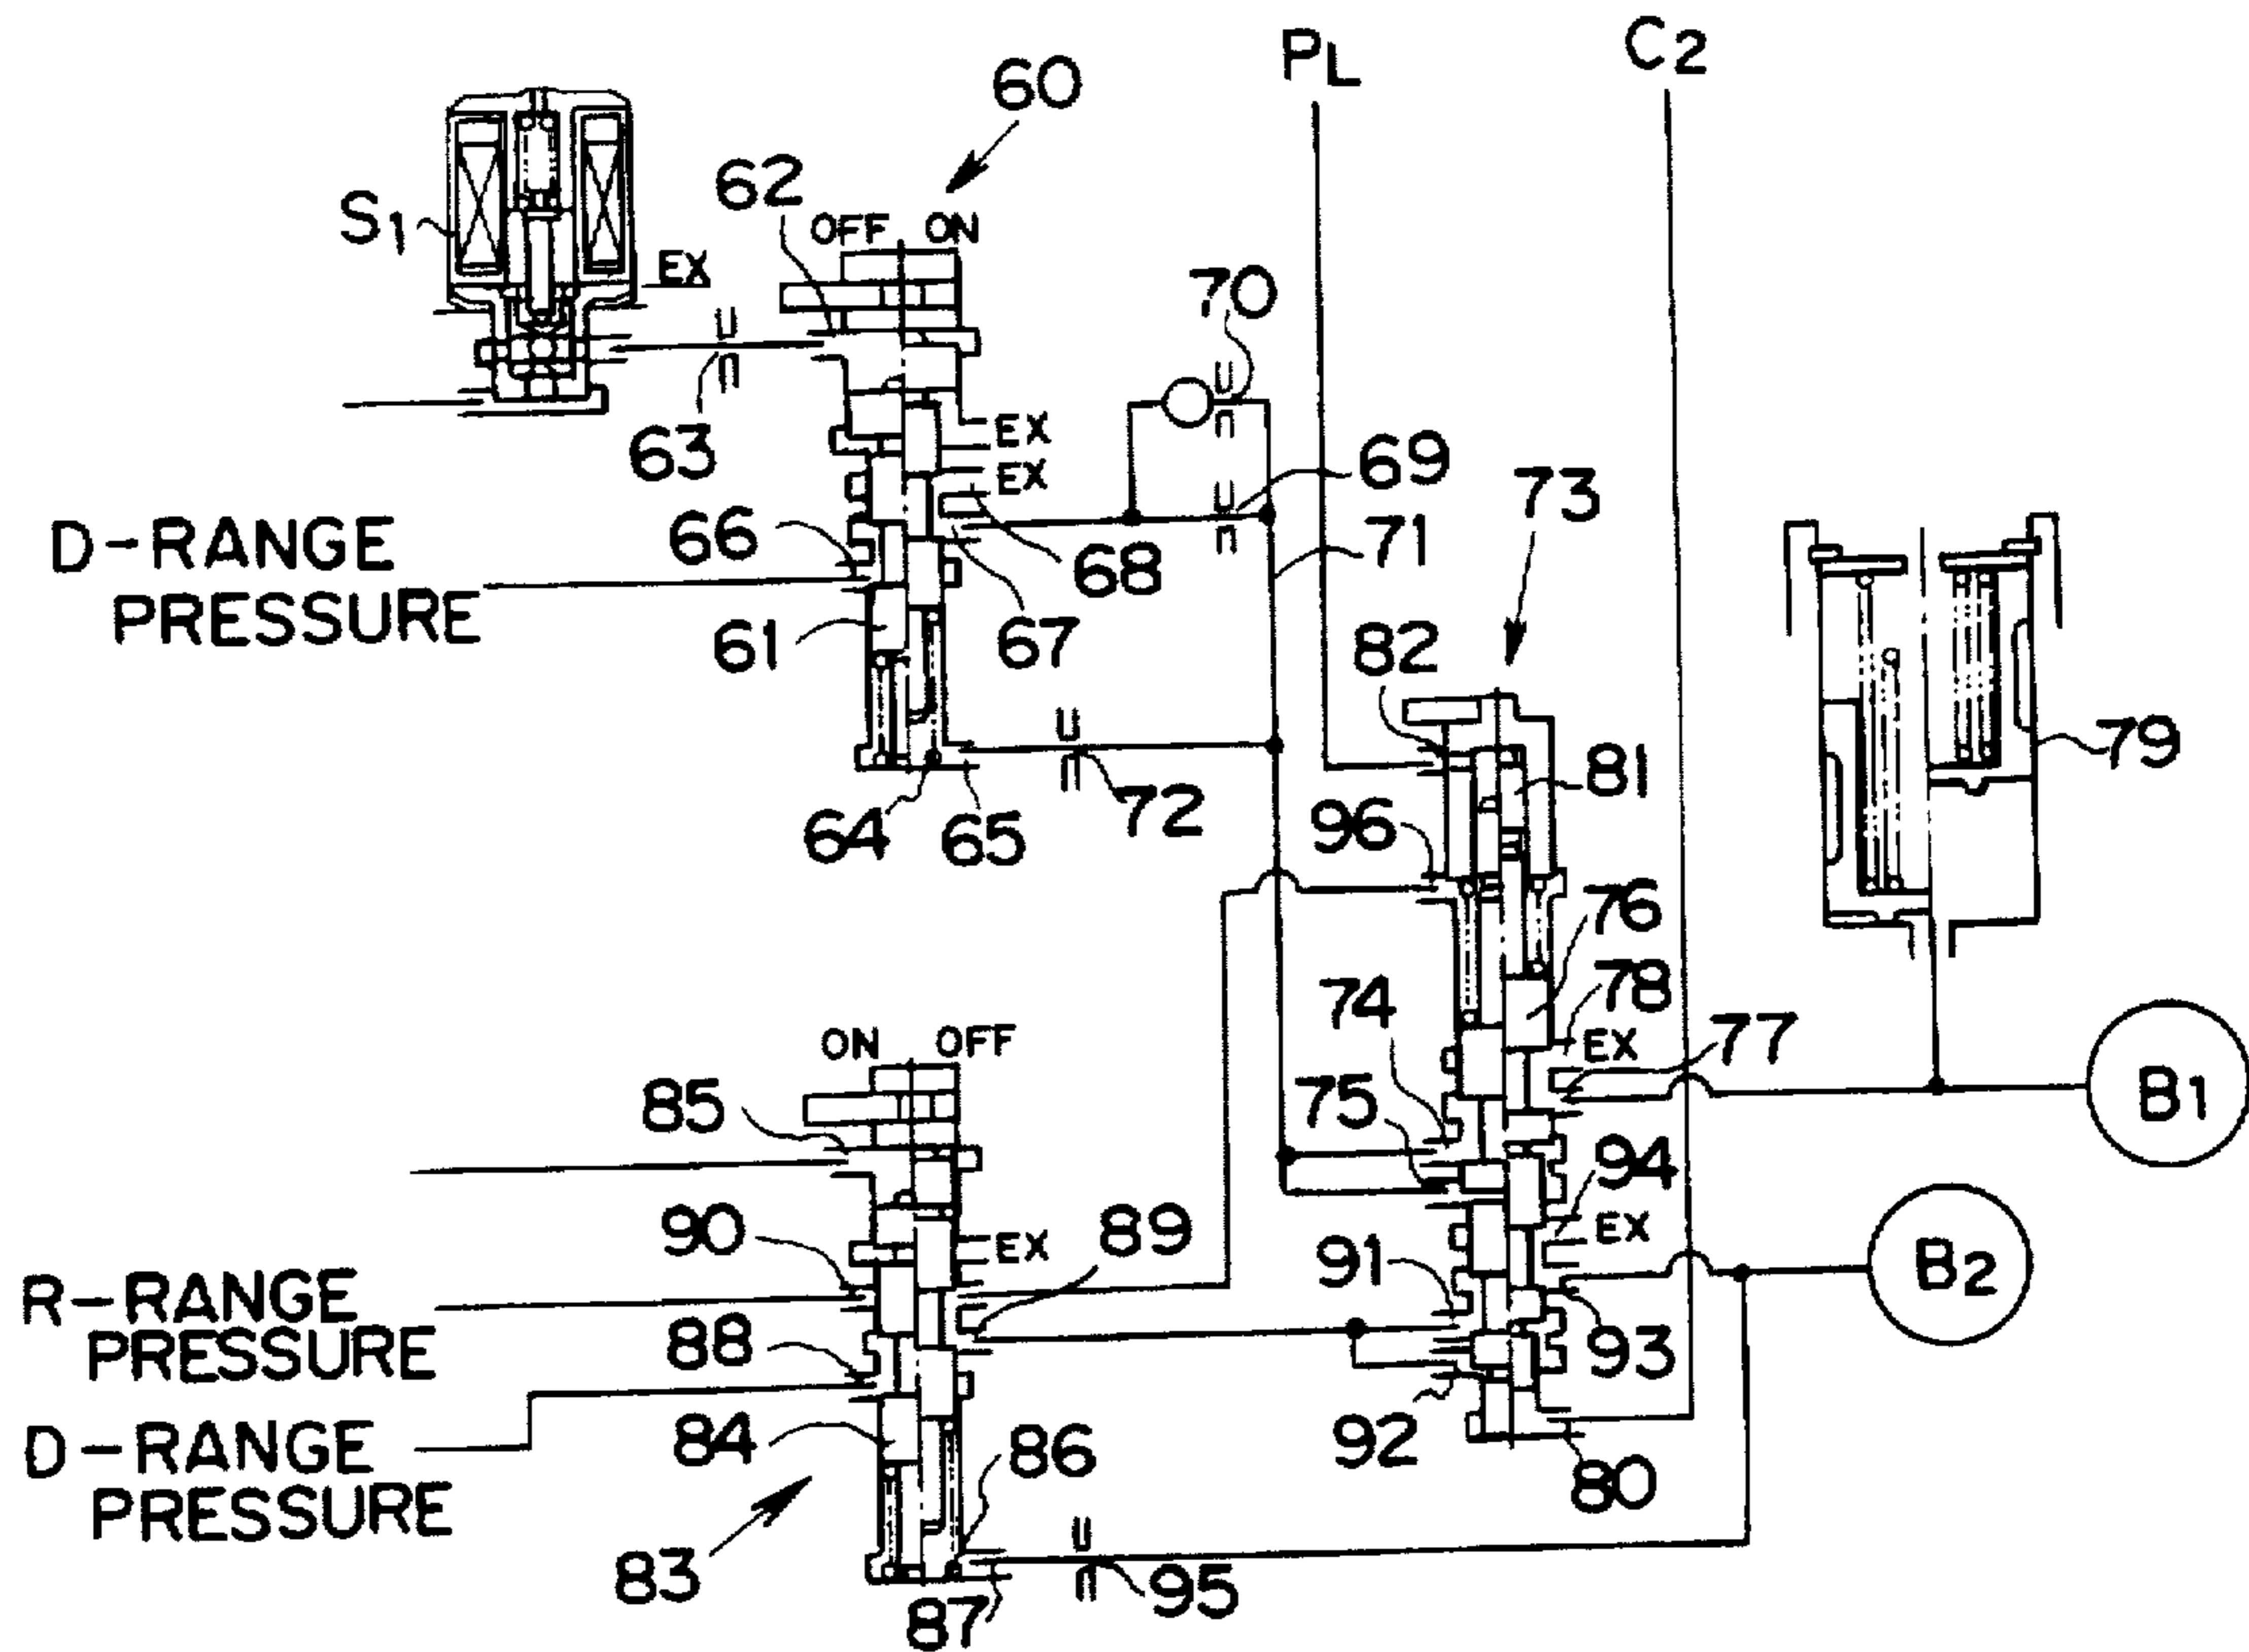 PL
C2
60
S1
62
OFF
ON
EX
70
63
EX
EX
69
73
D-RANGE
PRESSURE
66
68
71
61
67
82
79
81
64
65
72
96
76
78
74
ON
OFF
EX
77
85
75
B1
94
90
EX
89
EX
91
B2
R-RANGE
PRESSURE
88
93
D-RANGE
PRESSURE
84
86
92
80
83
95
87